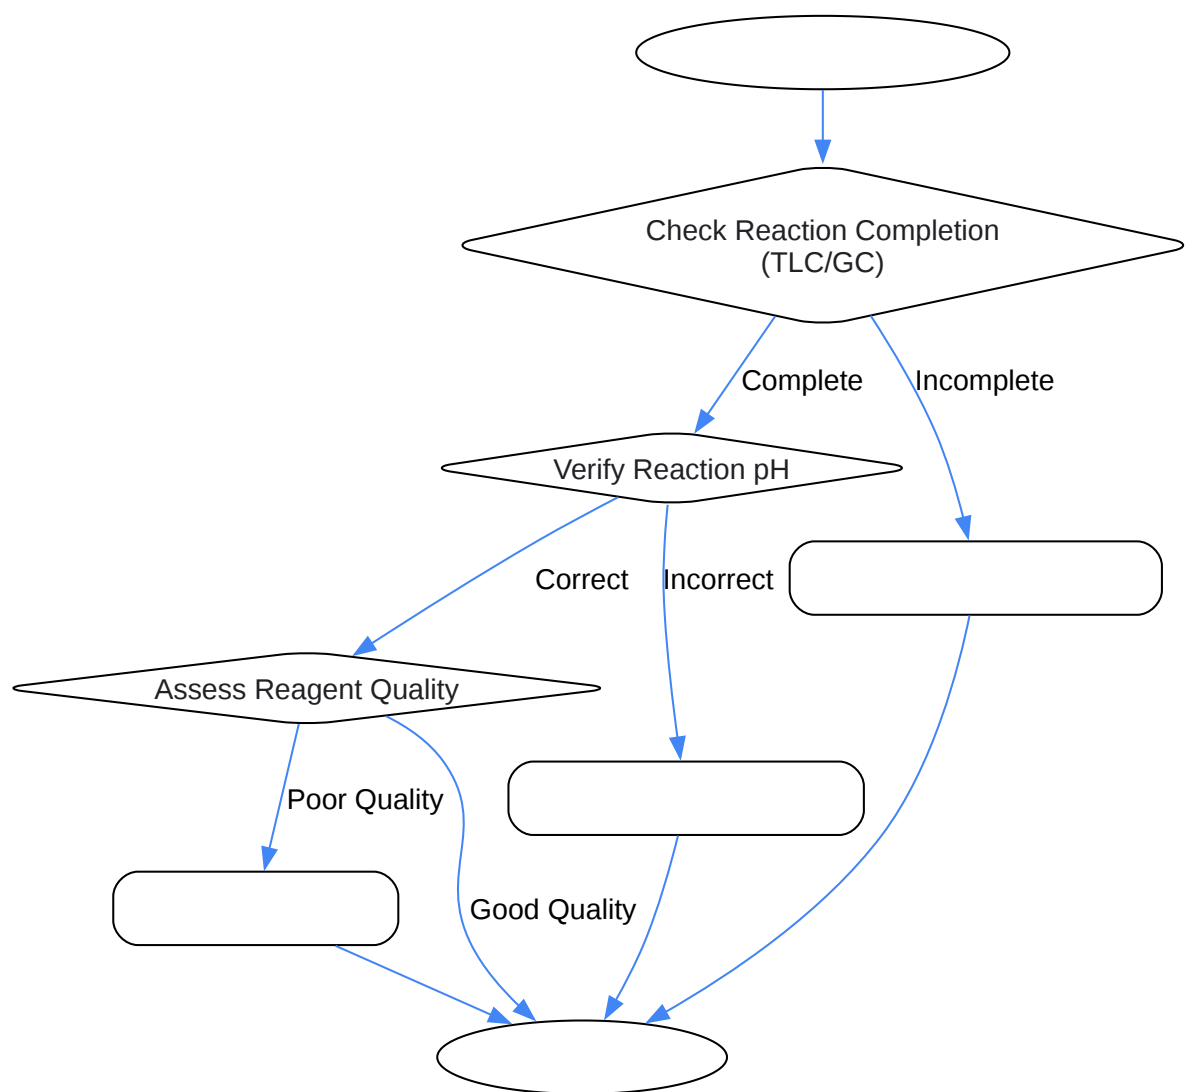 Check Reaction Completion
(TLC/GC)
Complete
Incomplete
Verify Reaction pH
Correct
Incorrect
Assess Reagent Quality
Poor Quality
Good Quality